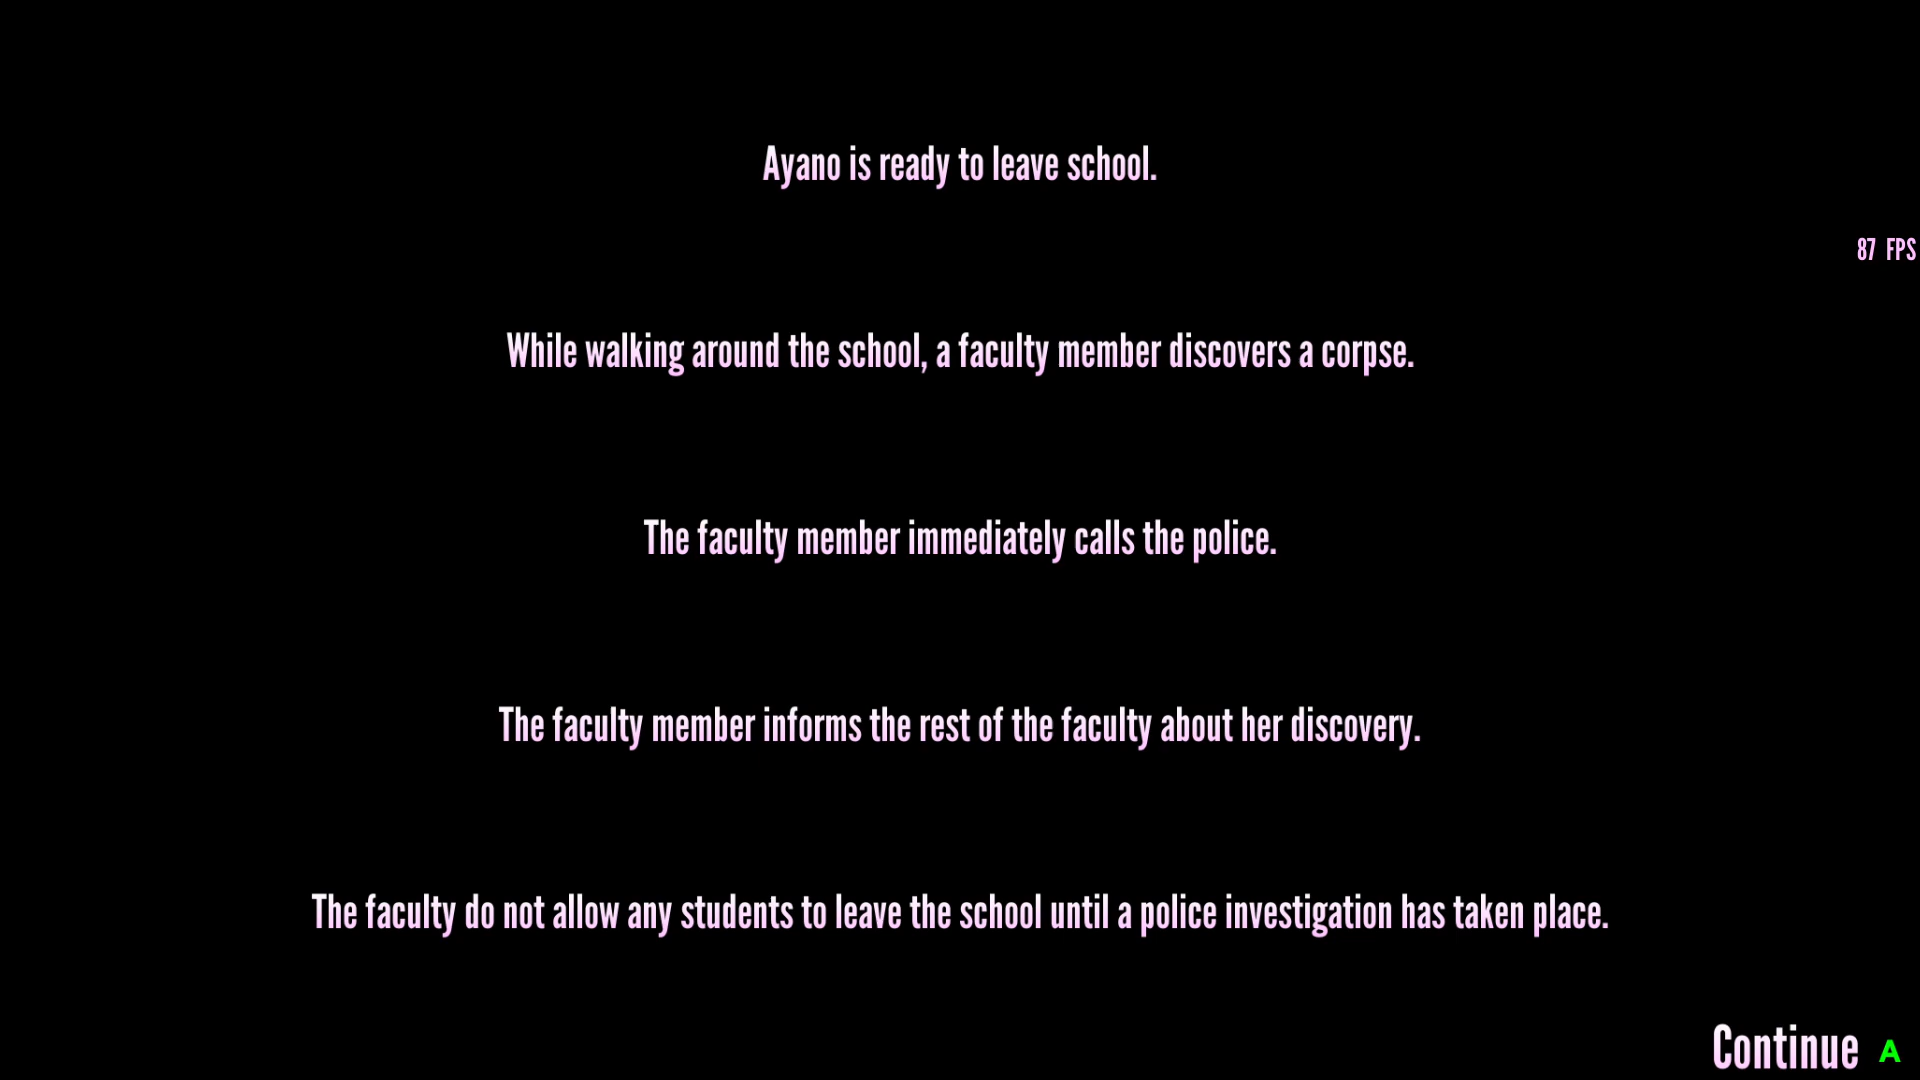 Ayano is ready to leave school.
87 FPS
While walking around the school, a faculty member discovers a corpse.
The faculty member immediately calls the police.
The faculty member informs the rest of the faculty about her discovery.
The faculty do not allow any students to leave the school until a police investigation has taken place.
Continue A